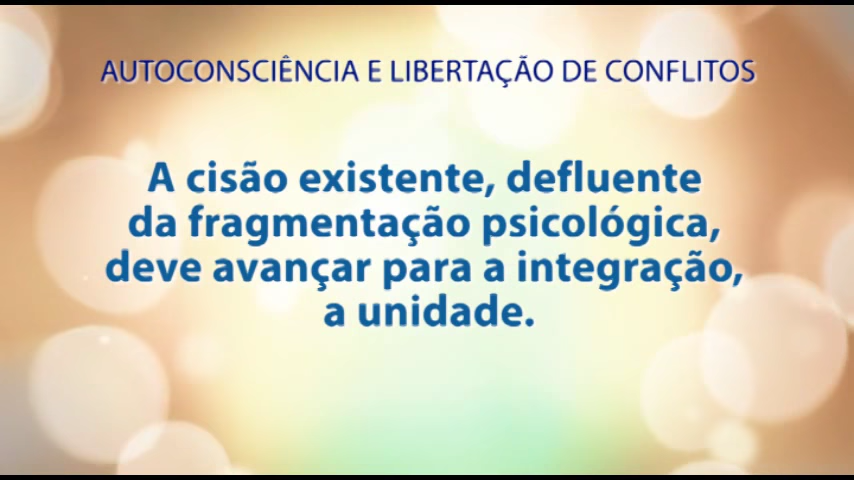 AUTOCONSCIÊNCIA E LIBERTAÇÃO DE CONFLITOS
A cisão existente, defluente
da fragmentação psicológica,
deve avançar para a integração,
a unidade.